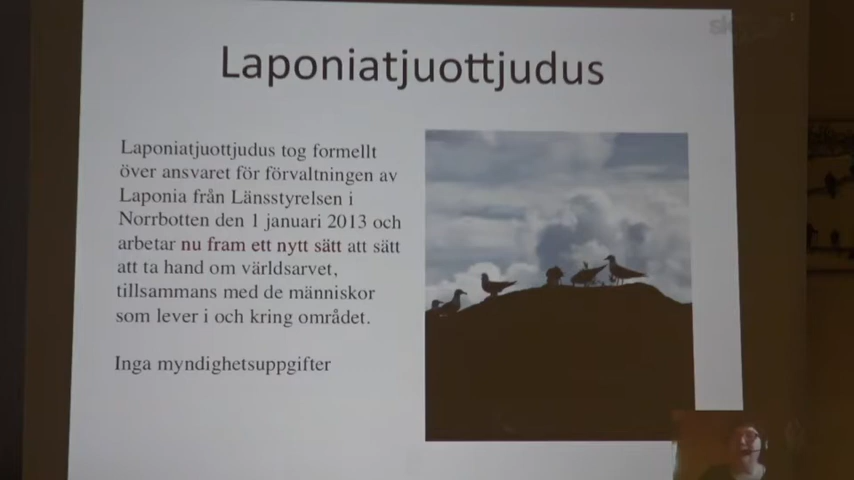 Laponiatjuottjudus
Laponiatjuottjudus tog formellt
över ansvaret för förvaltningen av
Laponia från Länsstyrelsen i
Norrbotten den 1 januari 2013 och
arbetar nu fram ett nytt sätt att sätt
att ta hand om världsarvet,
tillsammans med de människor
som lever i och kring området.
Inga myndighetsuppgifter